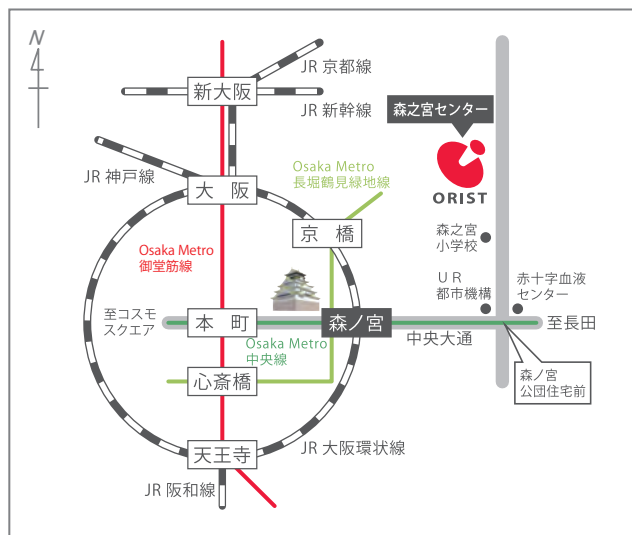 N
JR 京都線
新大阪
JR 新幹線
森之宮センター
ORIST
JR 神戸線
大 阪
Osaka Metro
長堀鶴見緑地線
京 橋
森之宮
小学校
Osaka Metro
御堂筋線
UR
都市機構
赤十字血液
センター
至コスモ
スクエア
本 町
森ノ宮
至長田
中央大通
Osaka Metro
中央線
心斎橋
森ノ宮
公団住宅前
天王寺
JR 大阪環状線
JR 阪和線